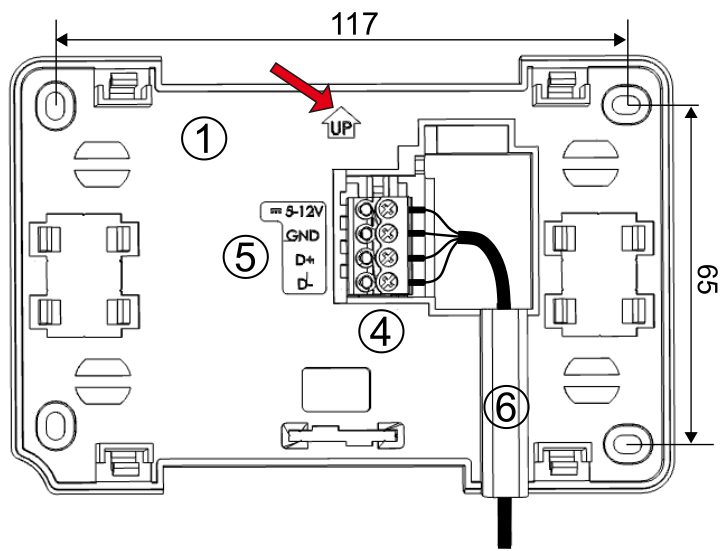 117
UP
①
⎓ 5-12V
GND
D+
D-
⑤
65
④
⑥